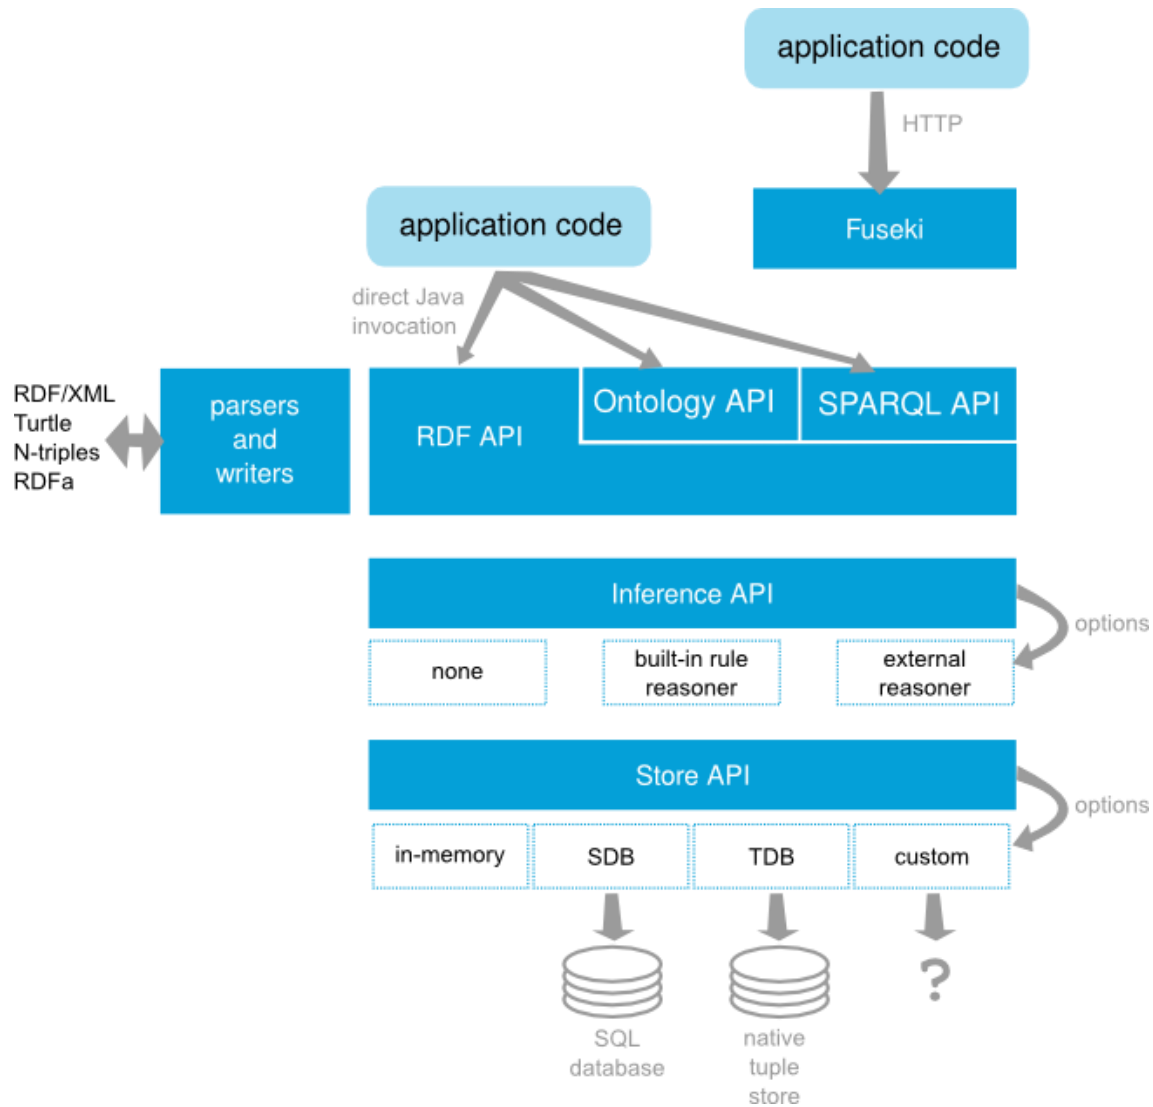 application code
HTTP
Fuseki
application code
direct Java
invocation
RDF/XML
Turtle
N-triples
RDFa
parsers
and
writers
RDF API
Ontology API
SPARQL API
Inference API
options
none
built-in rule
reasoner
external
reasoner
Store API
options
in-memory
SDB
TDB
custom
?
SQL
database
native
tuple
store